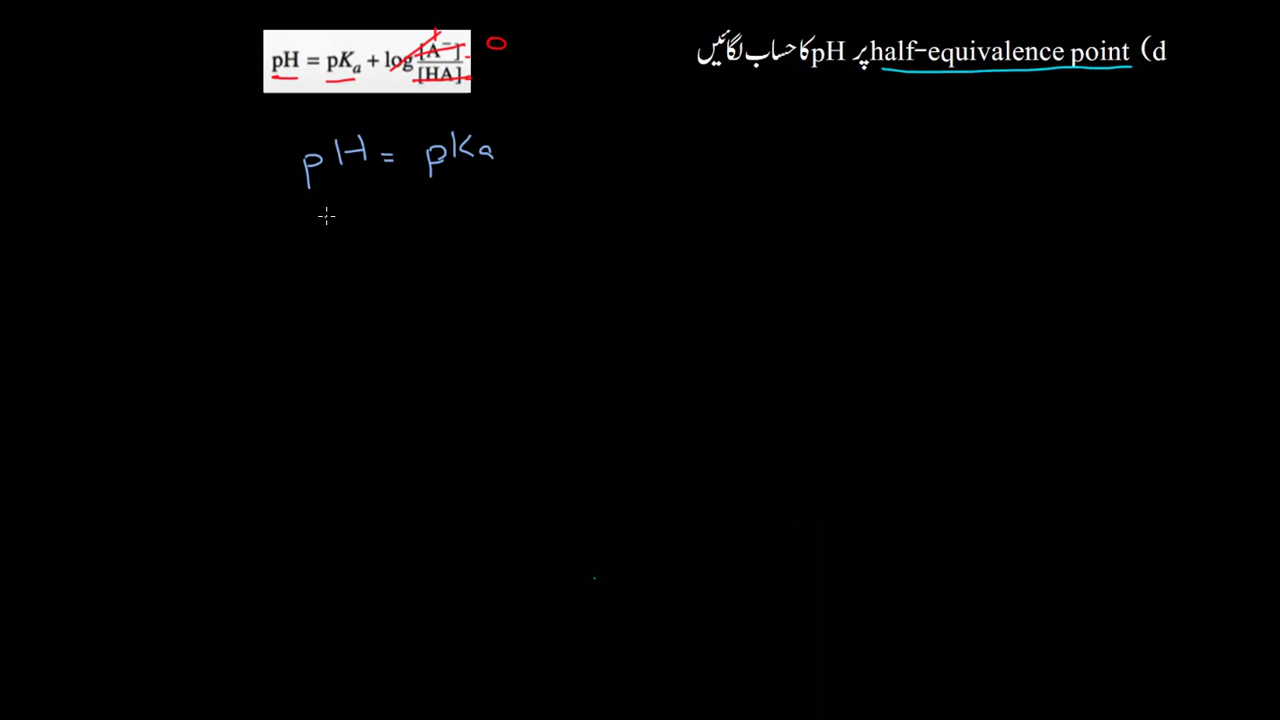 pH = pKₐ + log [A⁻]/[HA] 0
d) half-equivalence point پر pH کا حساب لگائیں
pH = pKₐ